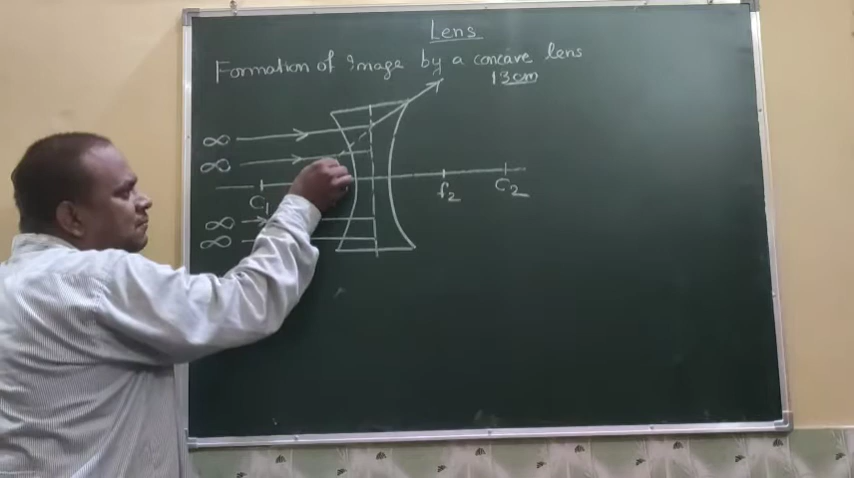 Lens
Formation of Image by a concave lens
13cm
∞
∞
C1
f2
C2
∞
∞